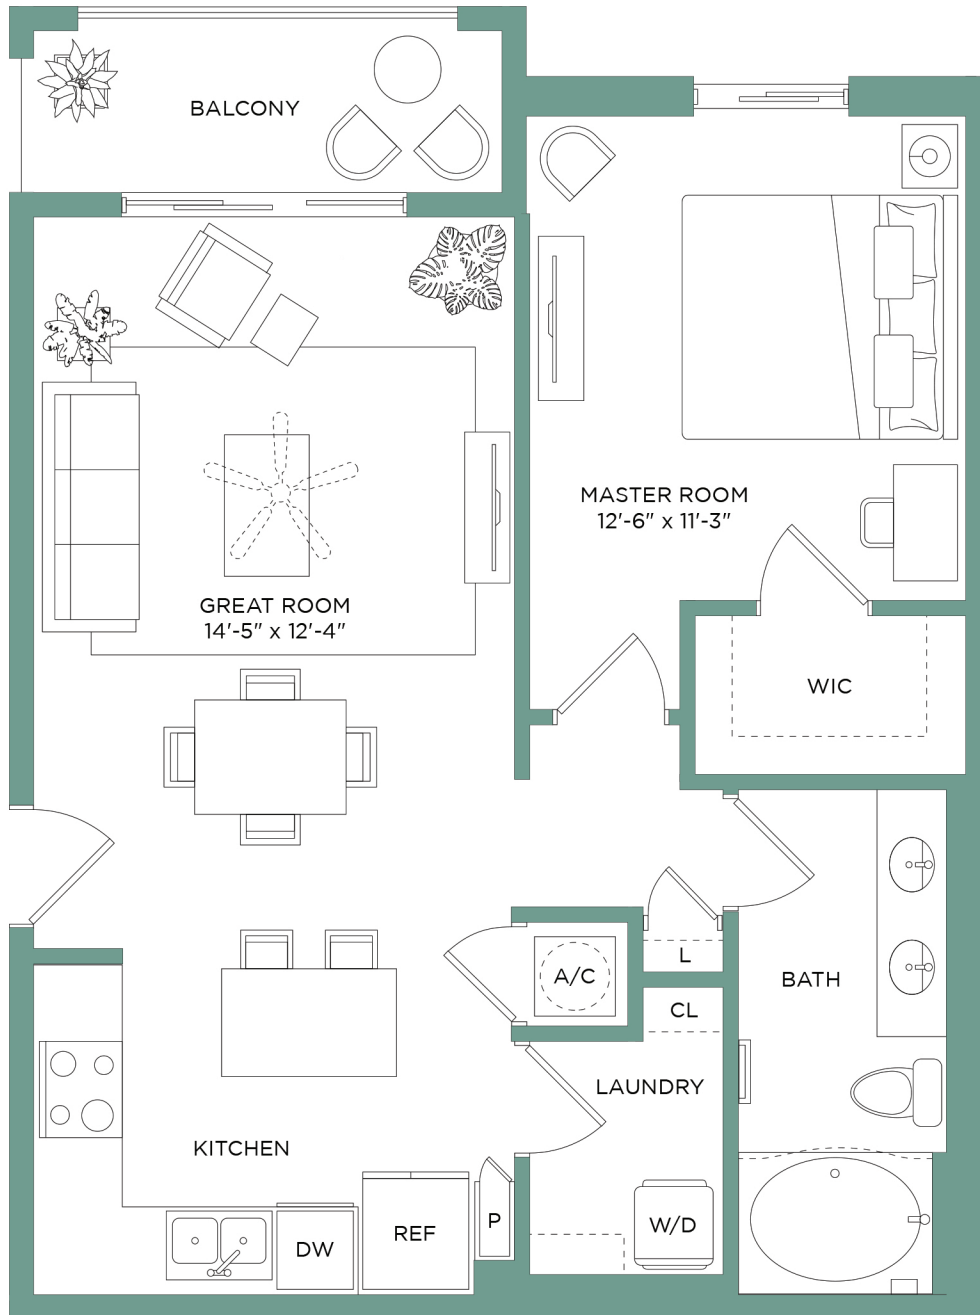 BALCONY
MASTER ROOM
12'-6" x 11'-3"
GREAT ROOM
14'-5" x 12'-4"
WIC
L
A/C
BATH
CL
LAUNDRY
KITCHEN
P
W/D
REF
DW